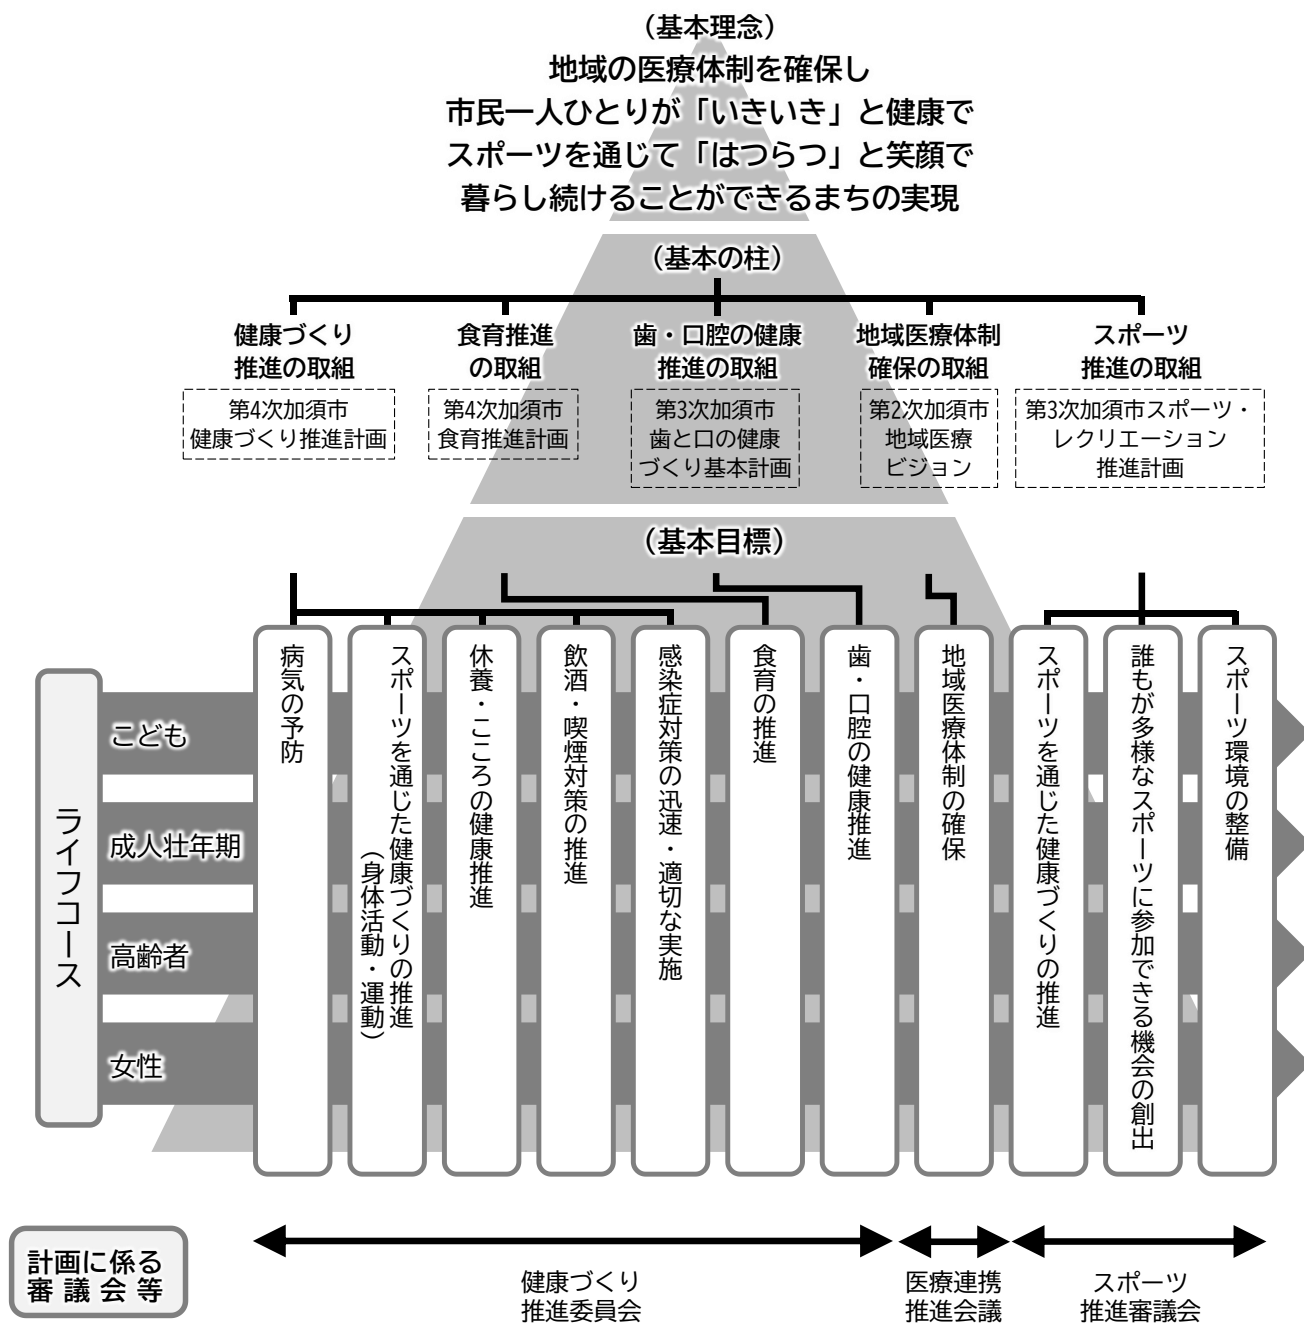 （基本理念）
地域の医療体制を確保し
市民一人ひとりが「いきいき」と健康で
スポーツを通じて「はつらつ」と笑顔で
暮らし続けることができるまちの実現
（基本の柱）
健康づくり
推進の取組
第4次加須市
健康づくり推進計画
食育推進
の取組
第4次加須市
食育推進計画
歯・口腔の健康
推進の取組
第3次加須市
歯と口の健康
づくり基本計画
地域医療体制
確保の取組
第2次加須市
地域医療
ビジョン
スポーツ
推進の取組
第3次加須市スポーツ・
レクリエーション
推進計画
（基本目標）
病気の予防
スポーツを通じた健康づくりの推進
（身体活動・運動）
休養・こころの健康推進
飲酒・喫煙対策の推進
感染症対策の迅速・適切な実施
食育の推進
歯・口腔の健康推進
地域医療体制の確保
スポーツを通じた健康づくりの推進
誰もが多様なスポーツに参加できる機会の創出
スポーツ環境の整備
ライフコース
こども
成人壮年期
高齢者
女性
計画に係る
審議会等
健康づくり
推進委員会
医療連携
推進会議
スポーツ
推進審議会